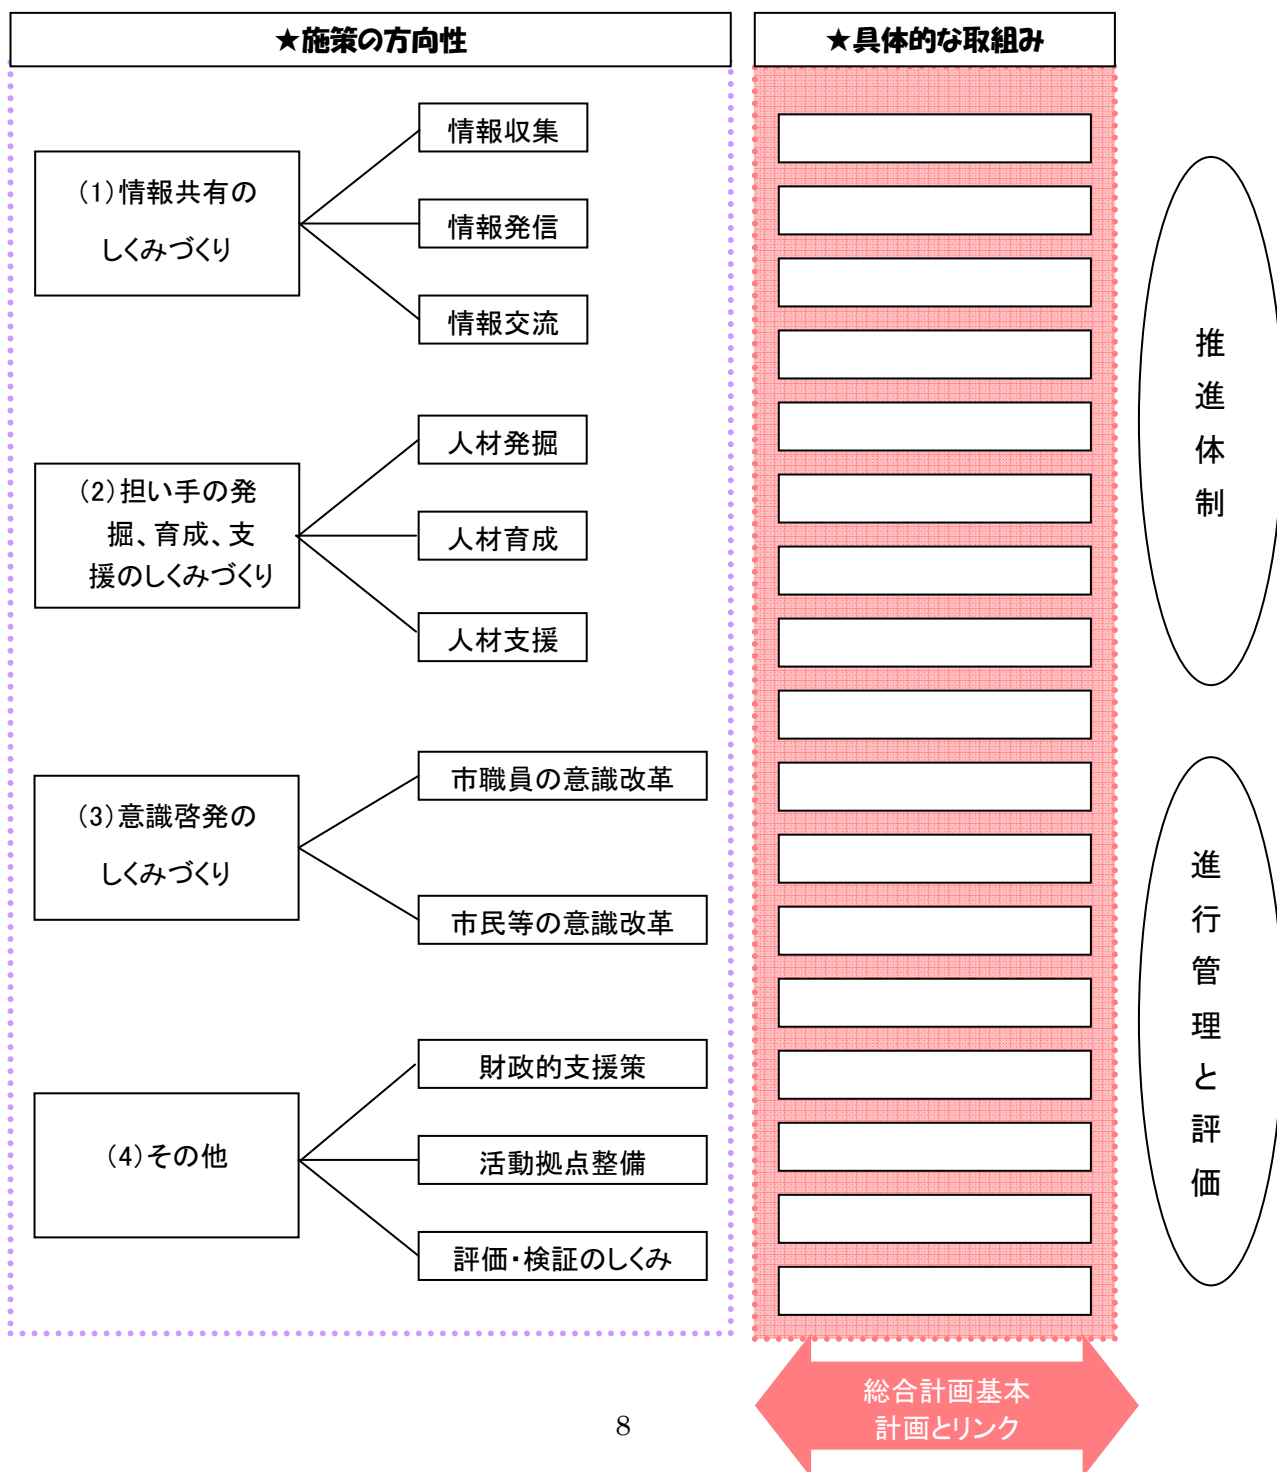 ★施策の方向性
★具体的な取組み
(1)情報共有の
しくみづくり
情報収集
情報発信
情報交流
(2)担い手の発
掘、育成、支
援のしくみづくり
人材発掘
人材育成
人材支援
(3)意識啓発の
しくみづくり
市職員の意識改革
市民等の意識改革
(4)その他
財政的支援策
活動拠点整備
評価・検証のしくみ
推進体制
進行管理と評価
総合計画基本
計画とリンク
8